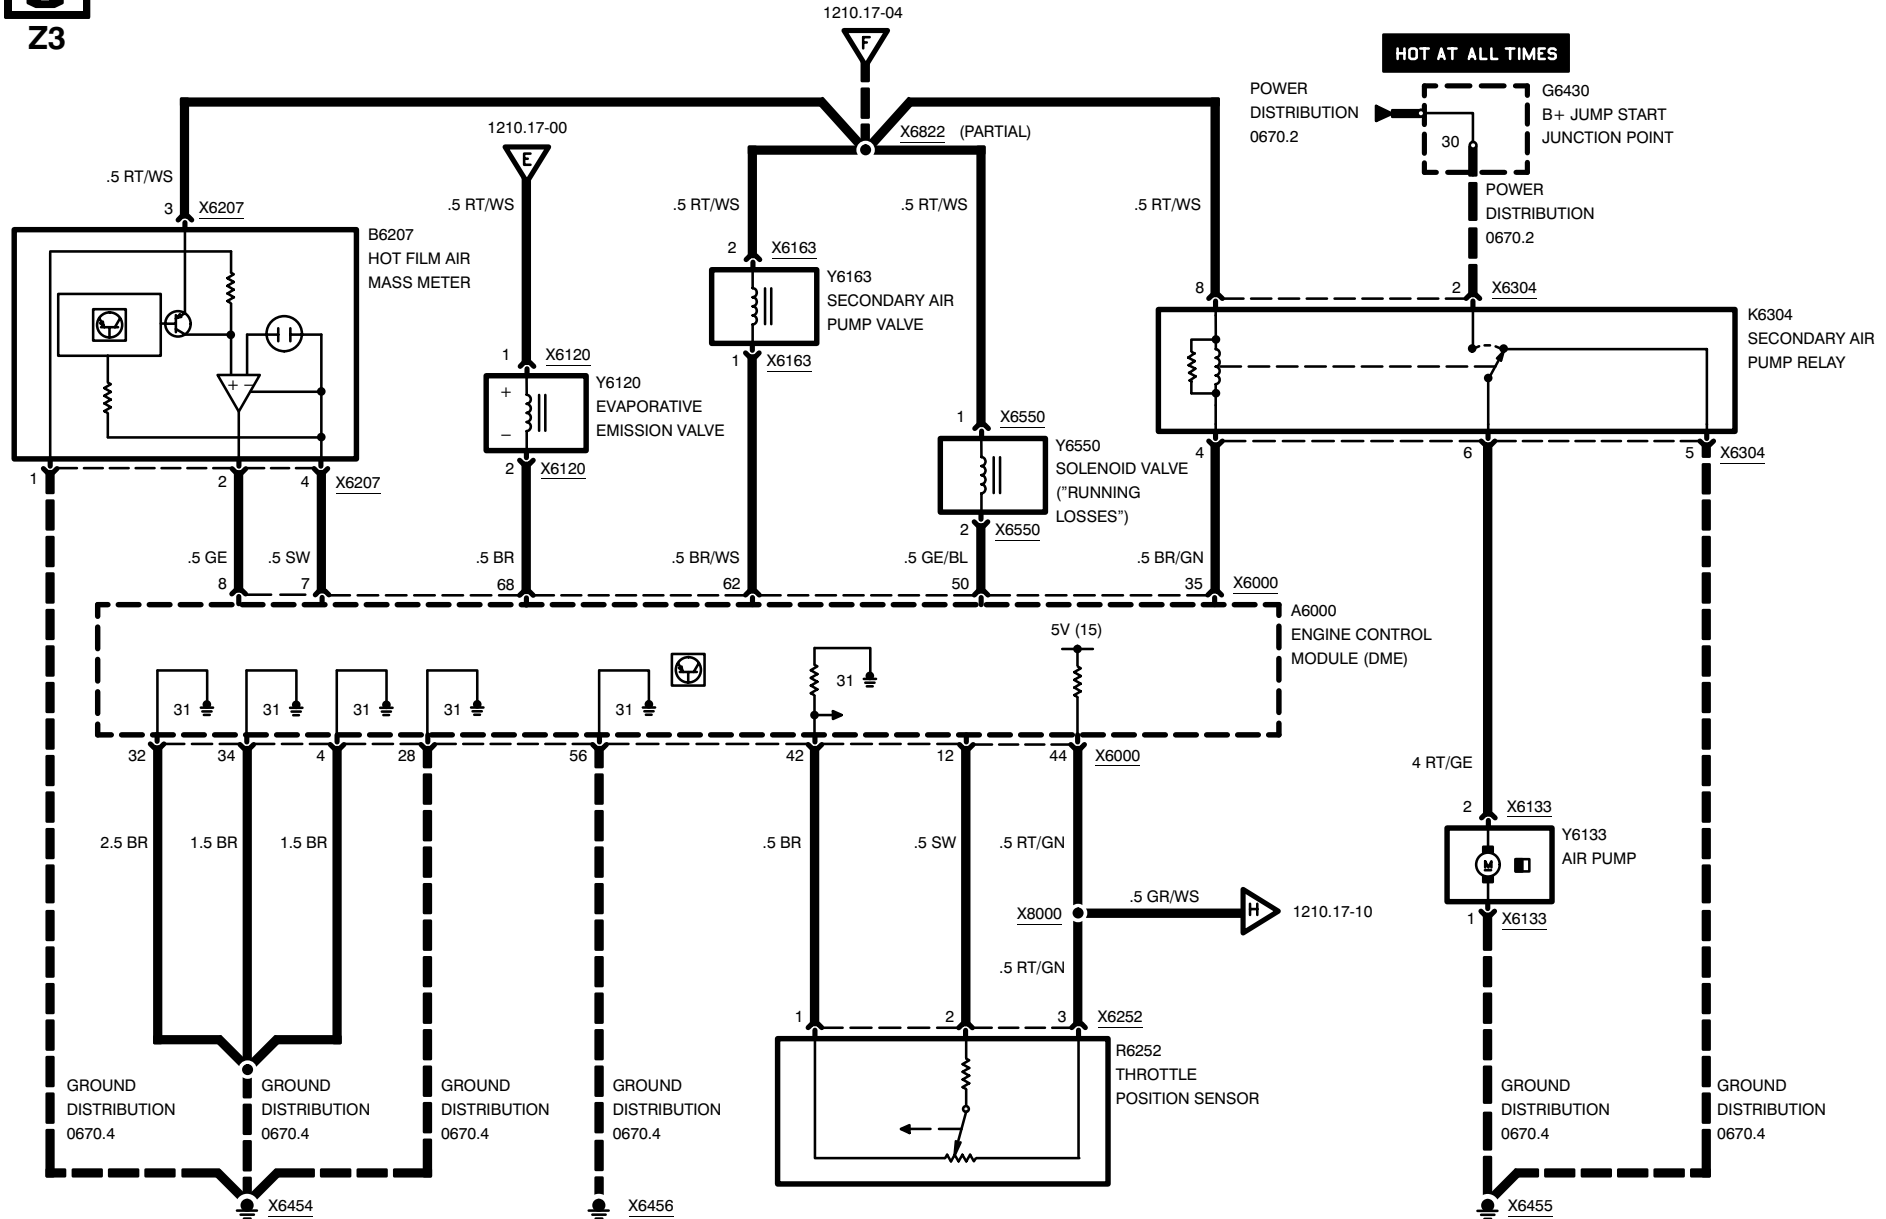 Z3
1210.17-04
F
HOT AT ALL TIMES
POWER
DISTRIBUTION
0670.2
30
G6430
B+ JUMP START
JUNCTION POINT
POWER
DISTRIBUTION
0670.2
1210.17-00
E
X6822 (PARTIAL)
.5 RT/WS
.5 RT/WS
.5 RT/WS
.5 RT/WS
.5 RT/WS
3 X6207
B6207
HOT FILM AIR
MASS METER
+ −
2 X6163
Y6163
SECONDARY AIR
PUMP VALVE
1 X6163
8
2 X6304
K6304
SECONDARY AIR
PUMP RELAY
1 X6120
+
−
Y6120
EVAPORATIVE
EMISSION VALVE
2 X6120
1 X6550
Y6550
SOLENOID VALVE
("RUNNING
LOSSES")
2 X6550
4
6
5 X6304
1
2
4 X6207
.5 GE
.5 SW
.5 BR
.5 BR/WS
.5 GE/BL
.5 BR/GN
8
7
68
62
50
35 X6000
A6000
ENGINE CONTROL
MODULE (DME)
5V (15)
31
31
31
31
31
31
32
34
4
28
56
42
12
44 X6000
4 RT/GE
2 X6133
Y6133
AIR PUMP
M
1 X6133
2.5 BR
1.5 BR
1.5 BR
.5 BR
.5 SW
.5 RT/GN
X8000
.5 GR/WS
H
1210.17-10
.5 RT/GN
1
2
3 X6252
R6252
THROTTLE
POSITION SENSOR
GROUND
DISTRIBUTION
0670.4
GROUND
DISTRIBUTION
0670.4
GROUND
DISTRIBUTION
0670.4
GROUND
DISTRIBUTION
0670.4
GROUND
DISTRIBUTION
0670.4
GROUND
DISTRIBUTION
0670.4
X6454
X6456
X6455